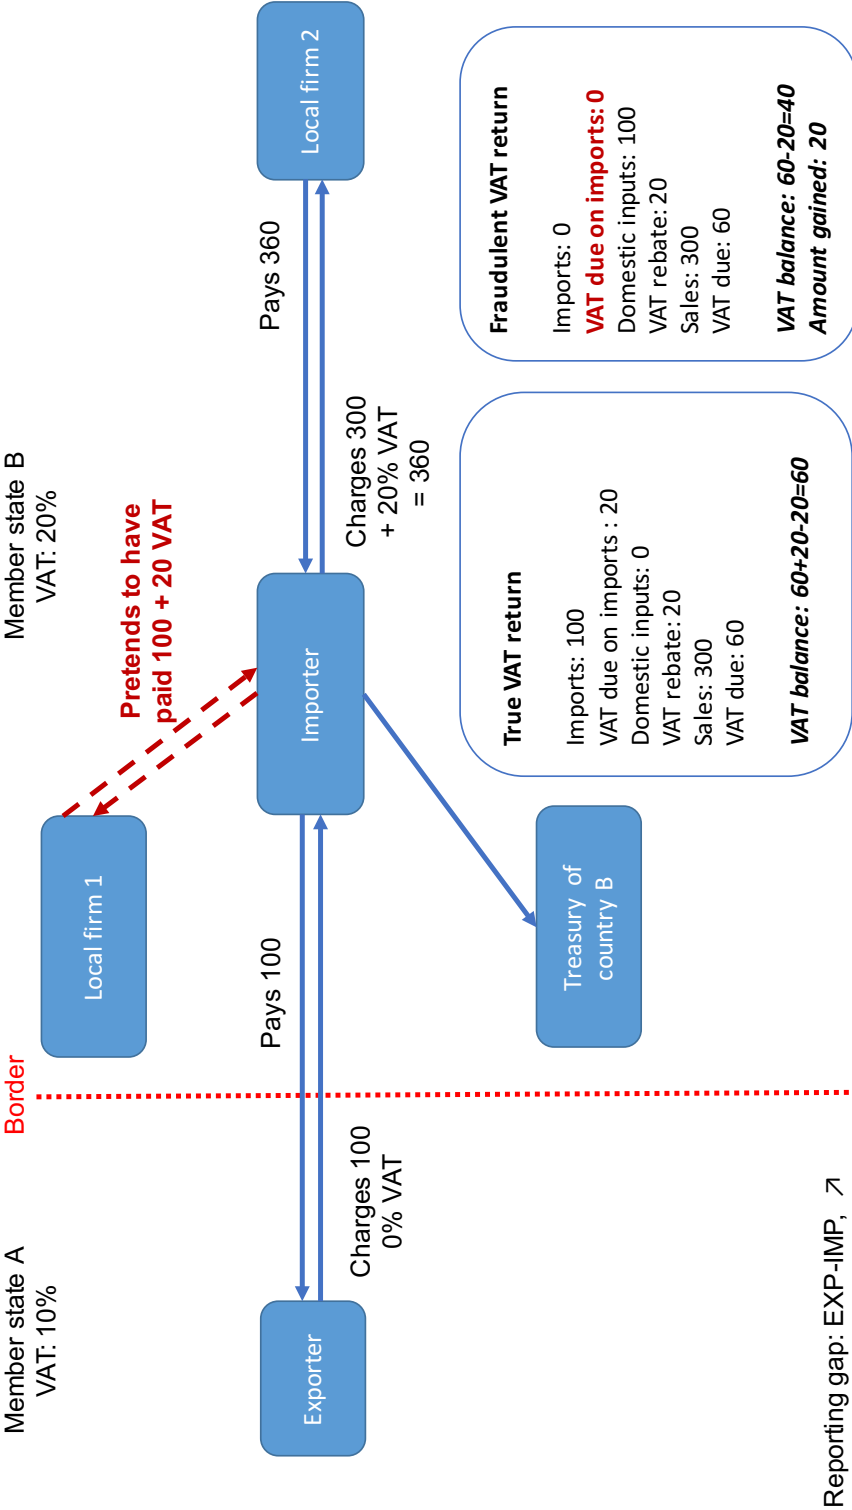 Member state A
VAT: 10%
Border
Member state B
VAT: 20%
Local firm 1
Pretends to have
paid 100 + 20 VAT
Exporter
Pays 100
Charges 100
0% VAT
Importer
Pays 360
Charges 300
+ 20% VAT
= 360
Local firm 2
Treasury of
country B
True VAT return
Imports: 100
VAT due on imports : 20
Domestic inputs: 0
VAT rebate: 20
Sales: 300
VAT due: 60
VAT balance: 60+20-20=60
Fraudulent VAT return
Imports: 0
VAT due on imports: 0
Domestic inputs: 100
VAT rebate: 20
Sales: 300
VAT due: 60
VAT balance: 60-20=40
Amount gained: 20
Reporting gap: EXP-IMP, ↗